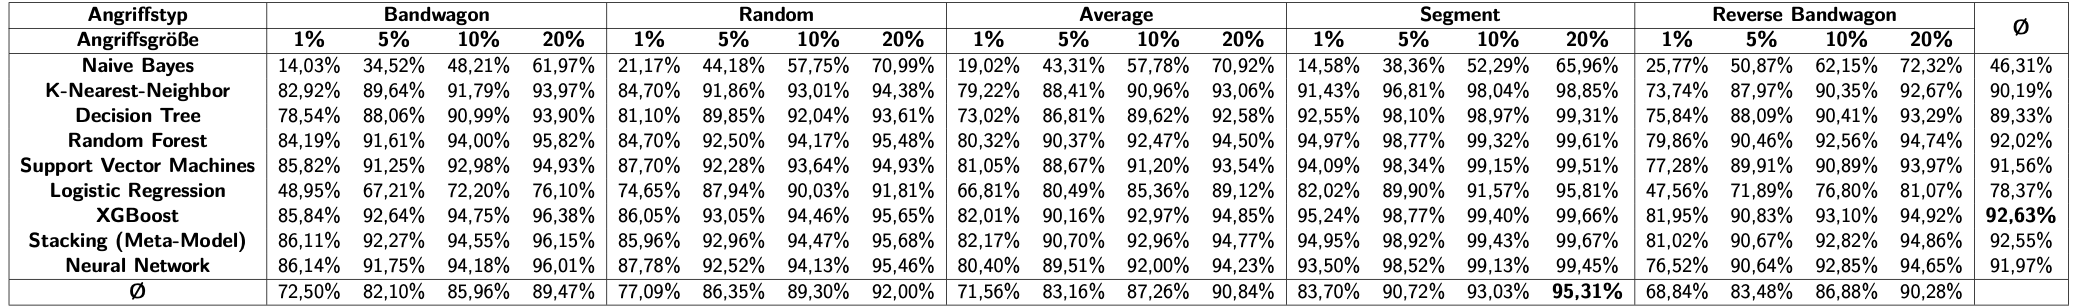 Angriffstyp Bandwagon Random Average Segment Reverse Bandwagon Ø
Angriffsgröße 1% 5% 10% 20% 1% 5% 10% 20% 1% 5% 10% 20% 1% 5% 10% 20% 1% 5% 10% 20%
Naive Bayes 14,03% 34,52% 48,21% 61,97% 21,17% 44,18% 57,75% 70,99% 19,02% 43,31% 57,78% 70,92% 14,58% 38,36% 52,29% 65,96% 25,77% 50,87% 62,15% 72,32% 46,31%
K-Nearest-Neighbor 82,92% 89,64% 91,79% 93,97% 84,70% 91,86% 93,01% 94,38% 79,22% 88,41% 90,96% 93,06% 91,43% 96,81% 98,04% 98,85% 73,74% 87,97% 90,35% 92,67% 90,19%
Decision Tree 78,54% 88,06% 90,99% 93,90% 81,10% 89,85% 92,04% 93,61% 73,02% 86,81% 89,62% 92,58% 92,55% 98,10% 98,97% 99,31% 75,84% 88,09% 90,41% 93,29% 89,33%
Random Forest 84,19% 91,61% 94,00% 95,82% 84,70% 92,50% 94,17% 95,48% 80,32% 90,37% 92,47% 94,50% 94,97% 98,77% 99,32% 99,61% 79,86% 90,46% 92,56% 94,74% 92,02%
Support Vector Machines 85,82% 91,25% 92,98% 94,93% 87,70% 92,28% 93,64% 94,93% 81,05% 88,67% 91,20% 93,54% 94,09% 98,34% 99,15% 99,51% 77,28% 89,91% 90,89% 93,97% 91,56%
Logistic Regression 48,95% 67,21% 72,20% 76,10% 74,65% 87,94% 90,03% 91,81% 66,81% 80,49% 85,36% 89,12% 82,02% 89,90% 91,57% 95,81% 47,56% 71,89% 76,80% 81,07% 78,37%
XGBoost 85,84% 92,64% 94,75% 96,38% 86,05% 93,05% 94,46% 95,65% 82,01% 90,16% 92,97% 94,85% 95,24% 98,77% 99,40% 99,66% 81,95% 90,83% 93,10% 94,92% 92,63%
Stacking (Meta-Model) 86,11% 92,27% 94,55% 96,15% 85,96% 92,96% 94,47% 95,68% 82,17% 90,70% 92,96% 94,77% 94,95% 98,92% 99,43% 99,67% 81,02% 90,67% 92,82% 94,86% 92,55%
Neural Network 86,14% 91,75% 94,18% 96,01% 87,78% 92,52% 94,13% 95,46% 80,40% 89,51% 92,00% 94,23% 93,50% 98,52% 99,13% 99,45% 76,52% 90,64% 92,85% 94,65% 91,97%
Ø 72,50% 82,10% 85,96% 89,47% 77,09% 86,35% 89,30% 92,00% 71,56% 83,16% 87,26% 90,84% 83,70% 90,72% 93,03% 95,31% 68,84% 83,48% 86,88% 90,28%